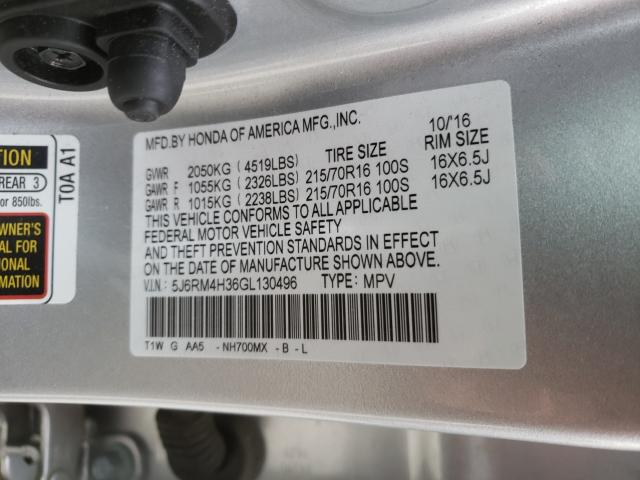 MFD.BY HONDA OF AMERICA MFG.,INC. 10/'16
TIRE SIZE RIM SIZE
GVWR 2050KG (4519LBS)
GAWR F 1055KG (2326LBS) 215/70R16 100S 16X6.5J
GAWR R 1015KG (2238LBS) 215/70R16 100S 16X6.5J
THIS VEHICLE CONFORMS TO ALL APPLICABLE
FEDERAL MOTOR VEHICLE SAFETY
AND THEFT PREVENTION STANDARDS IN EFFECT
ON THE DATE OF MANUFACTURE SHOWN ABOVE.
V.I.N.: 5J6RM4H36GL130496 TYPE: MPV
T1W G AA5 -NH700MX -B -L
TION
REAR 3
or 850lbs.
OWNER'S
AL FOR
IONAL
MATION
T0A A1